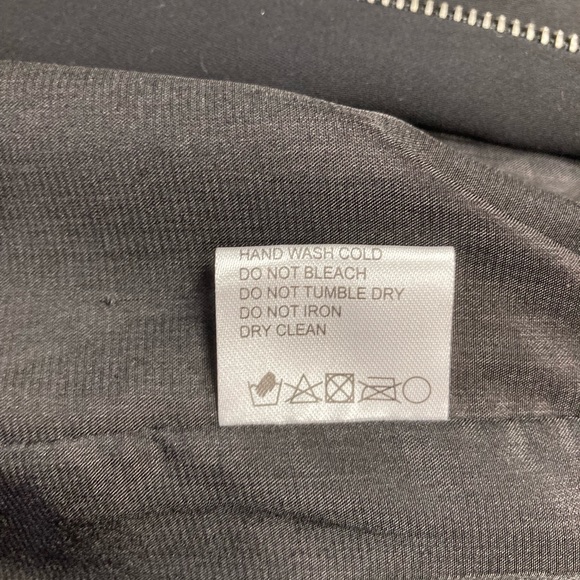 HAND WASH COLD
DO NOT BLEACH
DO NOT TUMBLE DRY
DO NOT IRON
DRY CLEAN